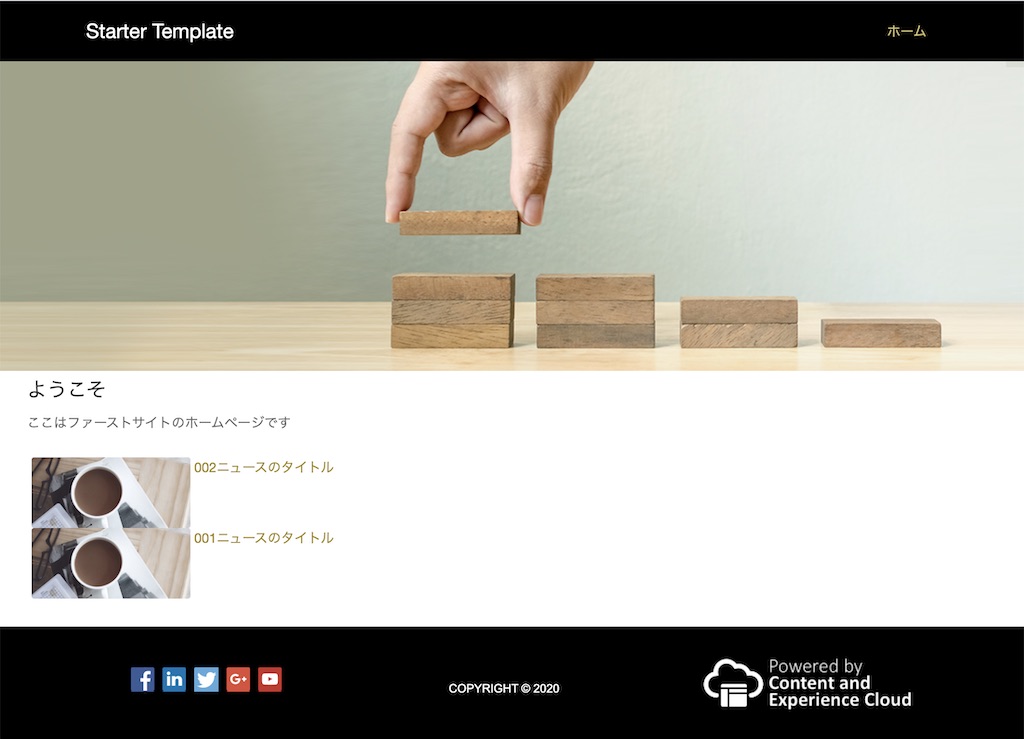 Starter Template
ホーム
ようこそ
ここはファーストサイトのホームページです
002ニュースのタイトル
001ニュースのタイトル
COPYRIGHT © 2020
Powered by
Content and
Experience Cloud